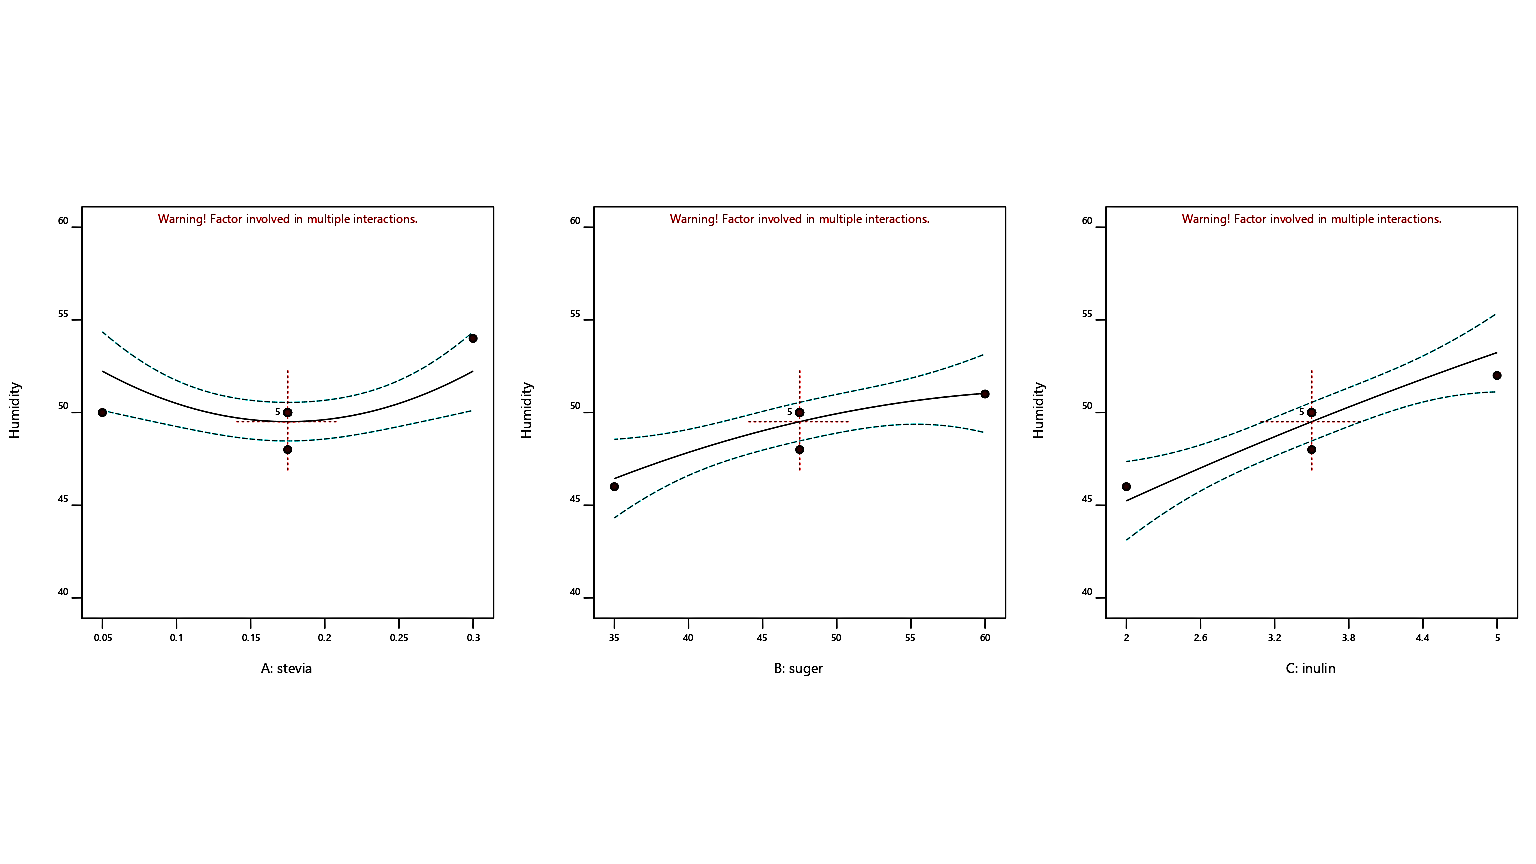 Warning! Factor involved in multiple interactions.
60
55
50
45
40
Humidity
5
0.05 0.1 0.15 0.2 0.25 0.3
A: stevia
Warning! Factor involved in multiple interactions.
60
55
50
45
40
Humidity
5
35 40 45 50 55 60
B: suger
Warning! Factor involved in multiple interactions.
60
55
50
45
40
Humidity
5
2 2.6 3.2 3.8 4.4 5
C: inulin